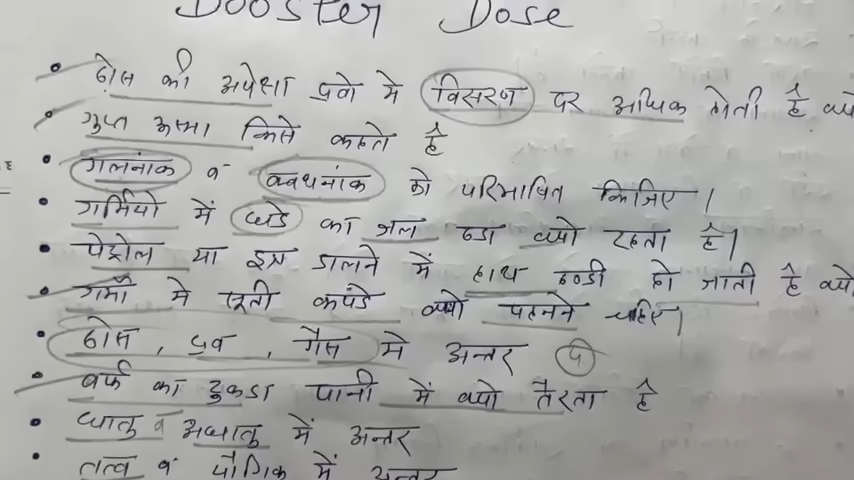 Booster Dose
• ठोस की अपेक्षा द्रवो मे विसरण दर अधिक होती है क्यो
• गुप्त ऊष्मा किसे कहते है
• गलनांक व क्वथनांक को परिभाषित किजिए।
• गर्मियो में घडे का जल ठण्डा क्यो रहता है।
• पेट्रोल या इत्र डालने में हाथ ठण्डी हो जाती है क्यो
• गर्मी मे सूती कपडे क्यो पहनने चाहिए।
• ठोस, द्रव, गैस मे अन्तर
• बर्फ का टुकडा पानी में क्यो तैरता है
• धातु व अधातु में अन्तर
• तत्व व यौगिक में अन्तर